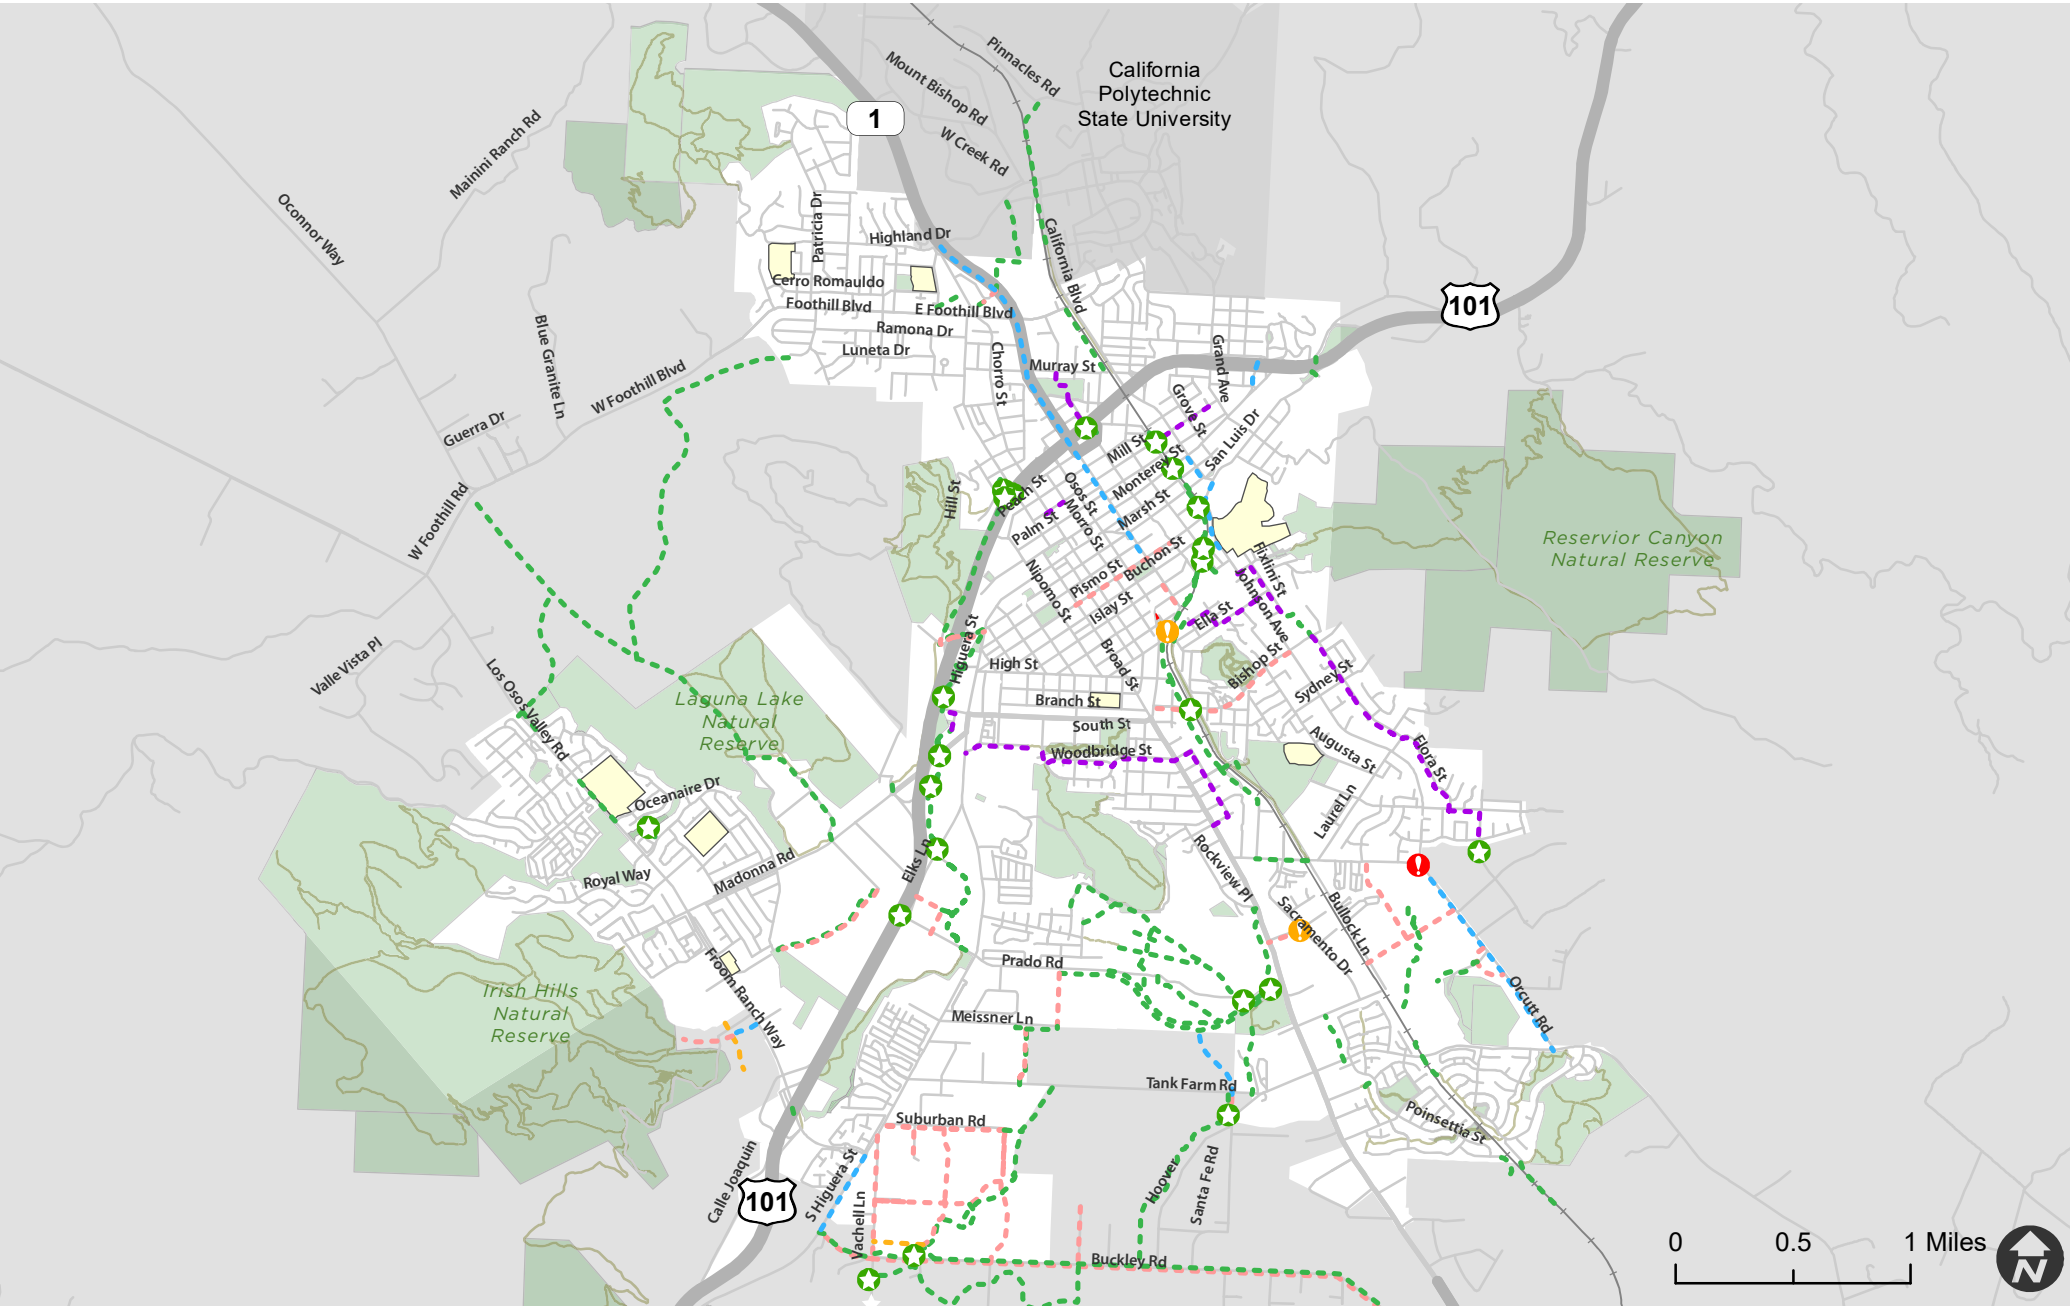 Pinnacles Rd
Mount Bishop Rd
California
Polytechnic
State University
1
W Creek Rd
Mainini Ranch Rd
Oconnor Way
Patricia Dr
Highland Dr
California Blvd
Cerro Romauldo
Foothill Blvd
E Foothill Blvd
101
Ramona Dr
Luneta Dr
Blue Granite Ln
Chorro St
Murray St
Grand Ave
W Foothill Blvd
Grove St
Guerra Dr
San Luis Dr
Mill St
Monterey St
Hill St
Peach St
Osos St
Marsh St
Morro St
Palm St
W Foothill Rd
Reservior Canyon
Natural Reserve
Buchon St
Fixlini St
Pismo St
Nipomo St
Johnson Ave
Islay St
Ella St
Higuera St
High St
Broad St
Bishop St
Sydney St
Valle Vista Pl
Los Osos Valley Rd
Laguna Lake
Natural
Reserve
Branch St
South St
Woodbridge St
Augusta St
Flora St
Oceanaire Dr
Laurel Ln
Elks Ln
Rockview Pl
Madonna Rd
Royal Way
Bullock Ln
Sacramento Dr
Froom Ranch Way
Prado Rd
Irish Hills
Natural
Reserve
Orcutt Rd
Meissner Ln
Tank Farm Rd
Suburban Rd
Poinsettia St
Calle Joaquin
S Higuera St
Hoover
Santa Fe Rd
101
Vachell Ln
Buckley Rd
0 0.5 1 Miles
N